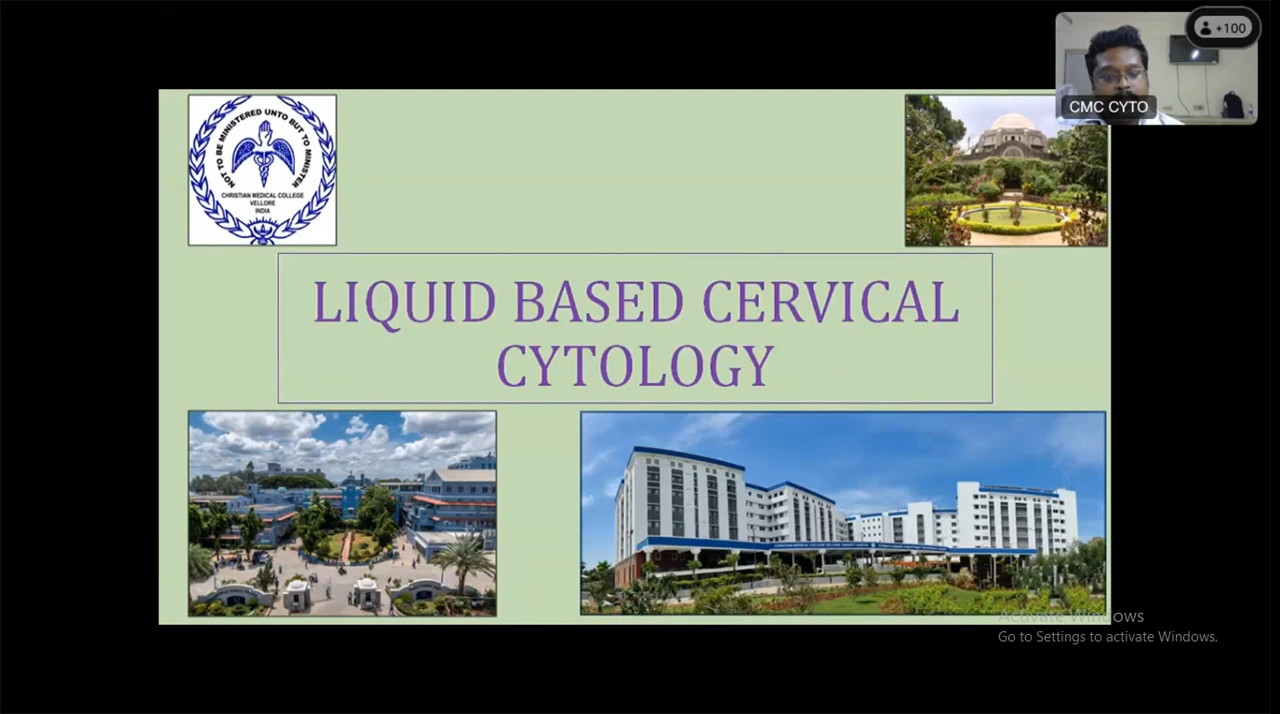 +100
CMC CYTO
NOT TO BE MINISTERED UNTO BUT TO MINISTER
CHRISTIAN MEDICAL COLLEGE
VELLORE
INDIA
LIQUID BASED CERVICAL
CYTOLOGY
Activate Windows
Go to Settings to activate Windows.